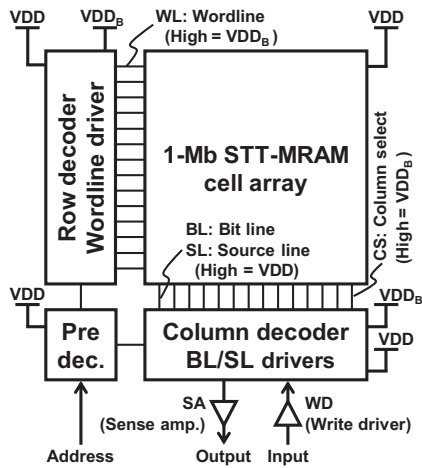 VDD
VDDB
WL: Wordline
(High = VDDB)
VDD
Row decoder
Wordline driver
1-Mb STT-MRAM
cell array
CS: Column select
(High = VDDB)
BL: Bit line
SL: Source line
(High = VDD)
VDD
Pre
dec.
Column decoder
BL/SL drivers
VDDB
VDD
SA
(Sense amp.)
WD
(Write driver)
Address
Output
Input